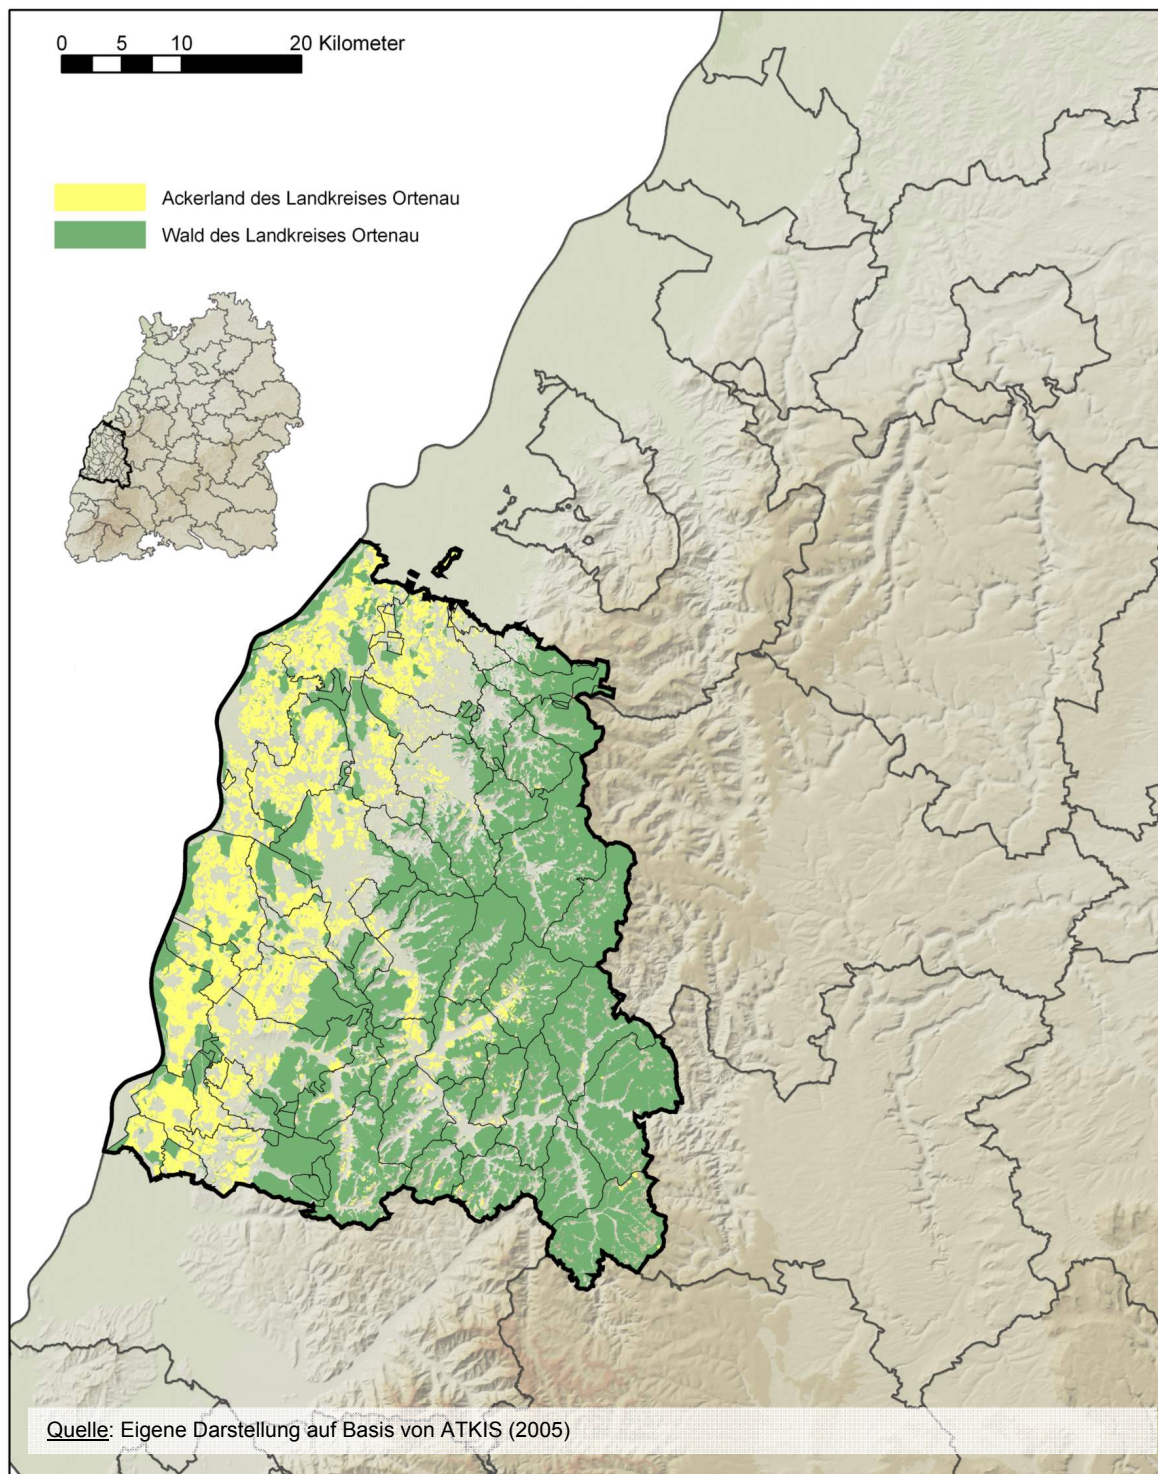 0 5 10 20 Kilometer
Ackerland des Landkreises Ortenau
Wald des Landkreises Ortenau
Quelle: Eigene Darstellung auf Basis von ATKIS (2005)